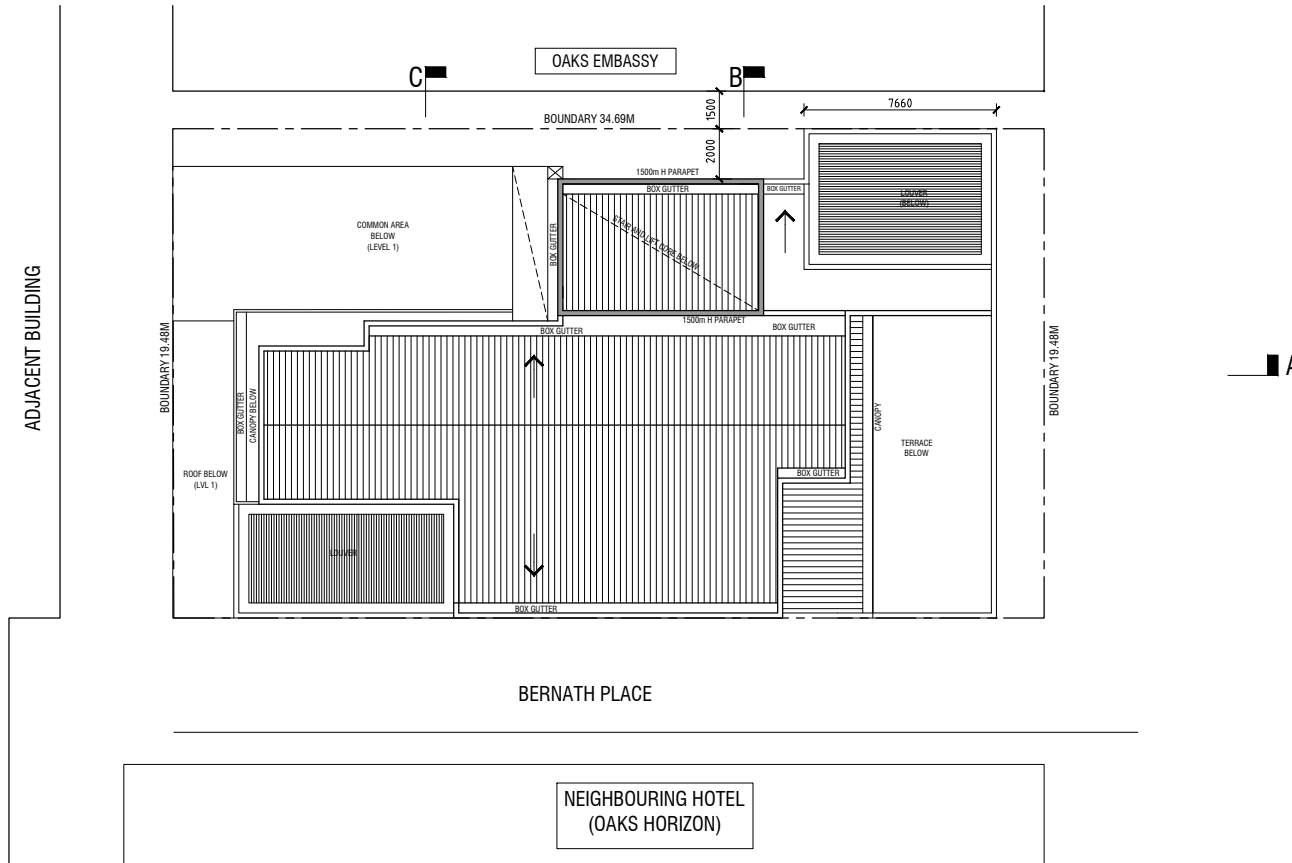 OAKS EMBASSY
C
B
7660
1500
BOUNDARY 34.69M
2000
1500m H PARAPET
BOX GUTTER
BOX GUTTER
LOUVER
(BELOW)
COMMON AREA
BELOW
(LEVEL 1)
STAIR AND LIFT CORE BELOW
BOX GUTTER
ADJACENT BUILDING
1500m H PARAPET
BOX GUTTER
BOX GUTTER
BOUNDARY 19.48M
BOUNDARY 19.48M
A
BOX GUTTER
CANOPY BELOW
CANOPY
TERRACE
BELOW
ROOF BELOW
(LVL 1)
BOX GUTTER
LOUVER
BOX GUTTER
BERNATH PLACE
NEIGHBOURING HOTEL
(OAKS HORIZON)